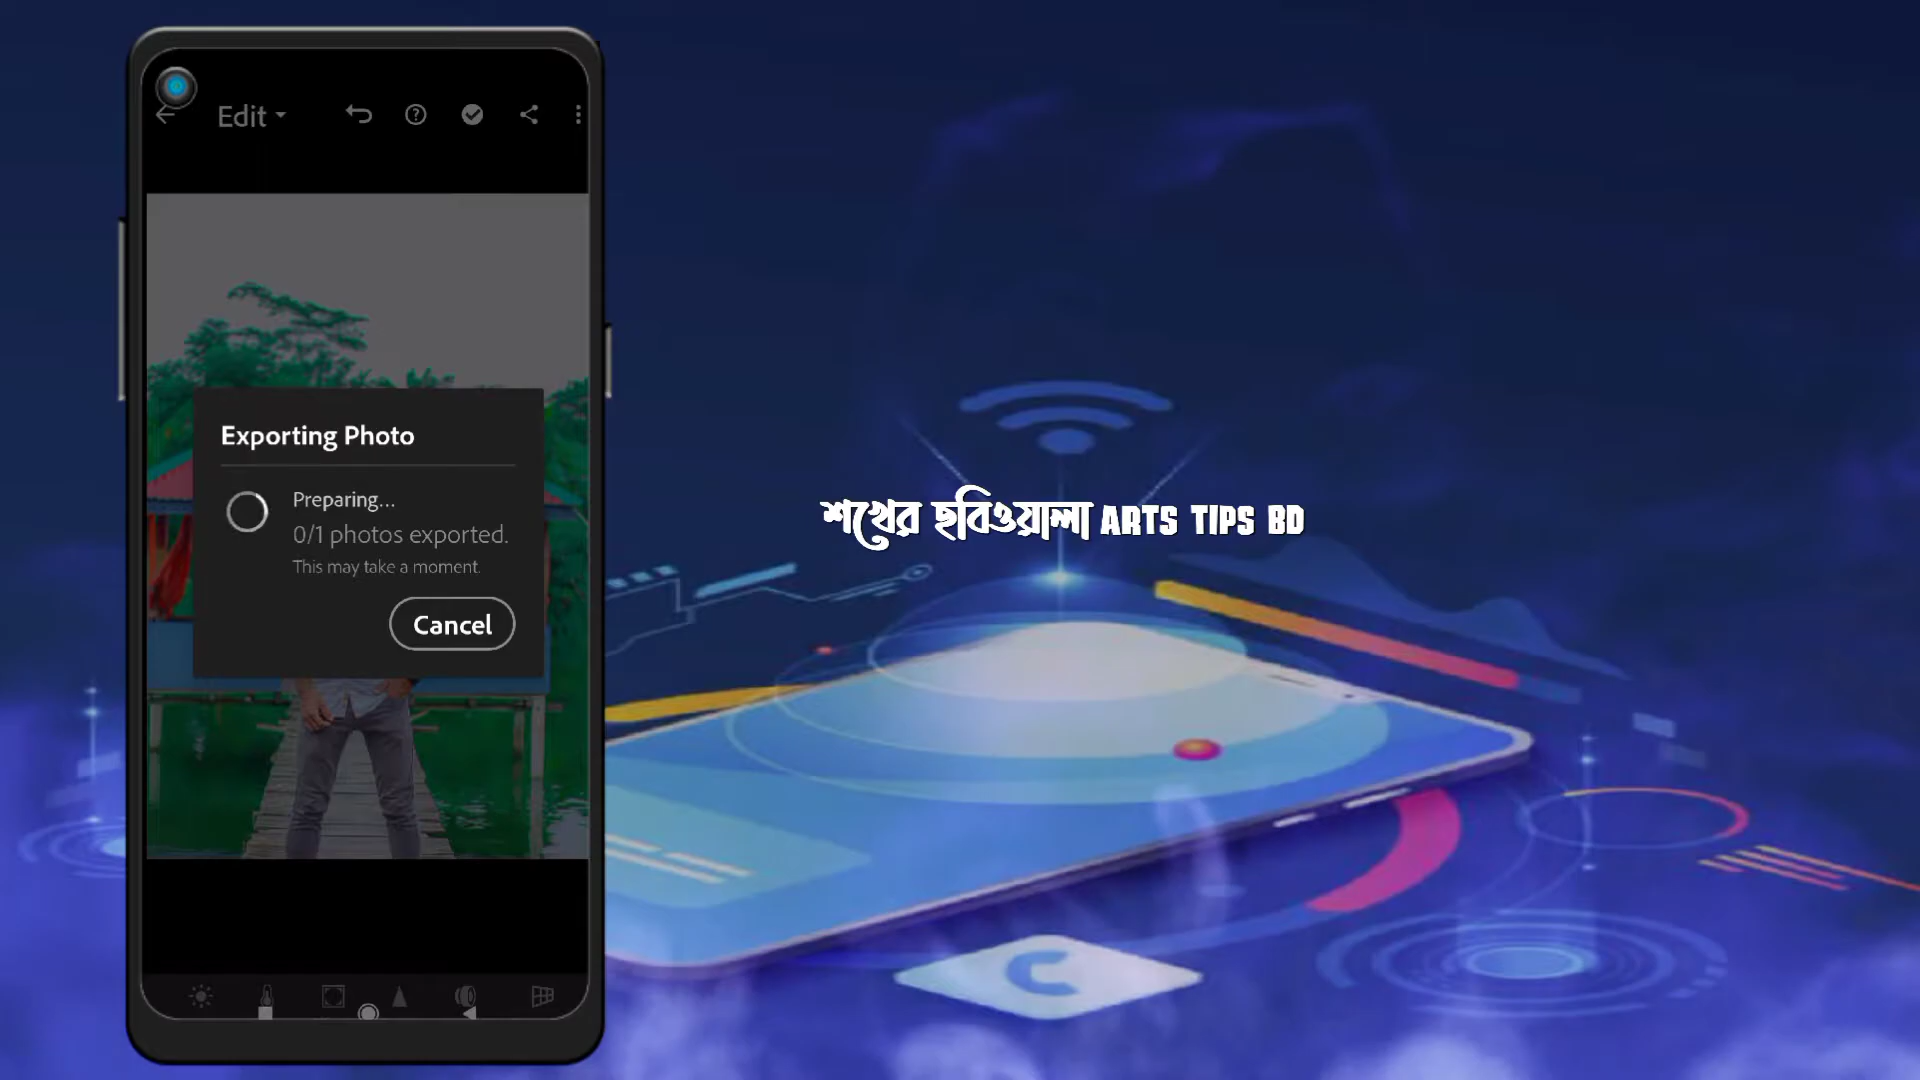 Edit
Exporting Photo
Preparing...
0/1 photos exported.
This may take a moment.
Cancel
শখের ছবিওয়ালা ARTS TIPS BD